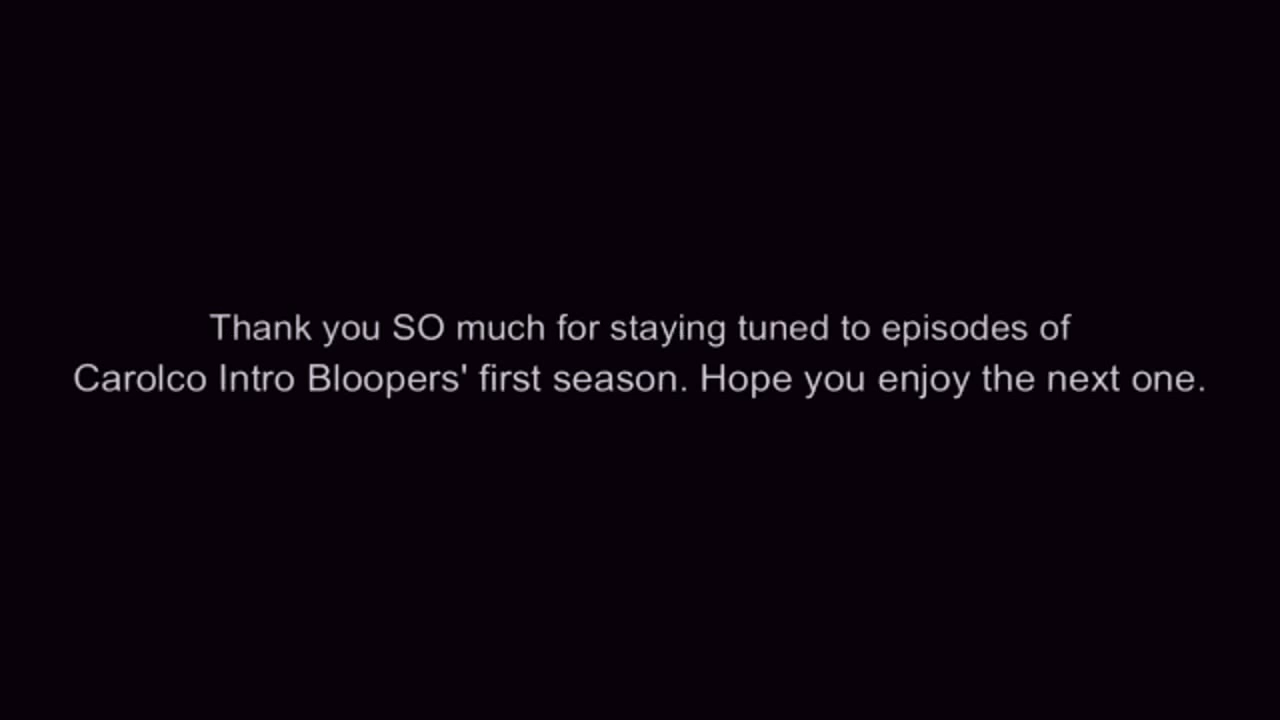 Thank you SO much for staying tuned to episodes of
Carolco Intro Bloopers' first season. Hope you enjoy the next one.